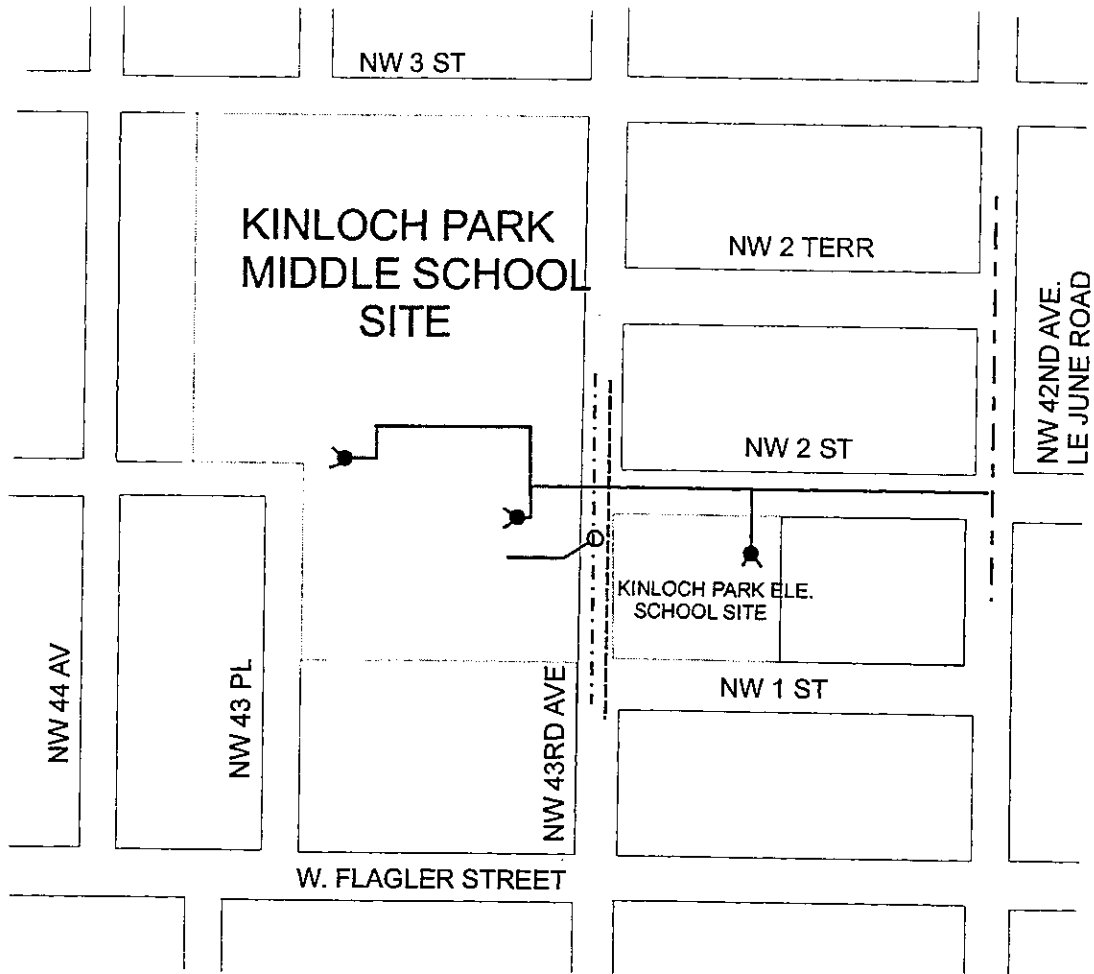 NW 3 ST
KINLOCH PARK
MIDDLE SCHOOL
SITE
NW 2 TERR
NW 42ND AVE.
LE JUNE ROAD
NW 2 ST
KINLOCH PARK ELE.
SCHOOL SITE
NW 44 AV
NW 43 PL
NW 43RD AVE
NW 1 ST
W. FLAGLER STREET